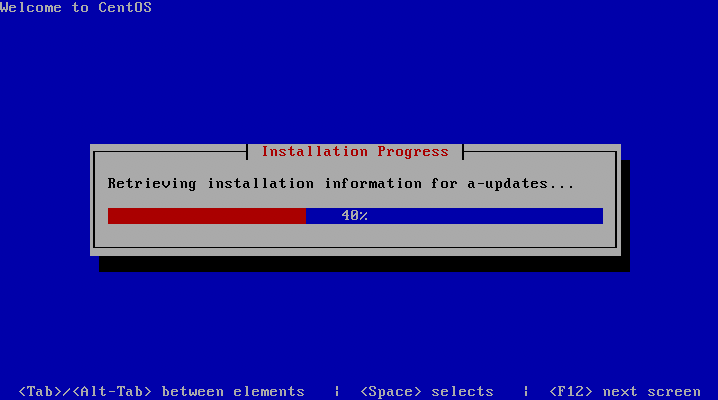 Welcome to CentOS
Installation Progress
Retrieving installation information for a-updates...
40%
<Tab>/<Alt-Tab> between elements | <Space> selects | <F12> next screen